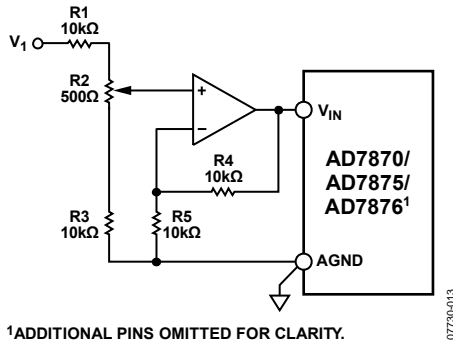 R1
10kΩ
V1
R2
500Ω
+
–
VIN
R4
10kΩ
AD7870/
AD7875/
AD7876¹
R3
10kΩ
R5
10kΩ
AGND
¹ADDITIONAL PINS OMITTED FOR CLARITY.
07730-013